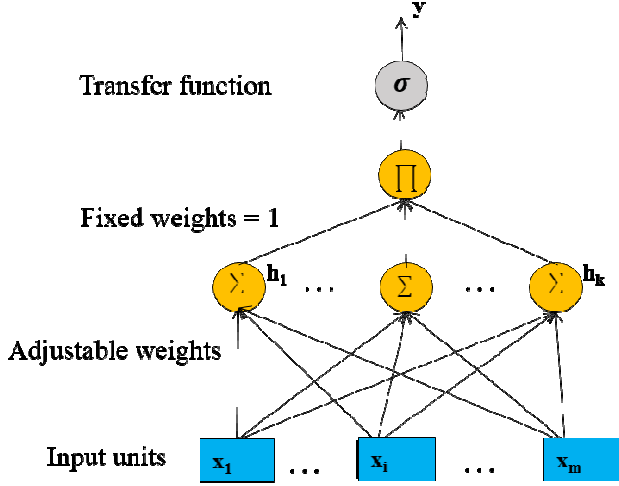 y
Transfer function
σ
∏
Fixed weights = 1
Σ h1 ... Σ ... Σ hk
Adjustable weights
Input units x1 ... xi ... xm